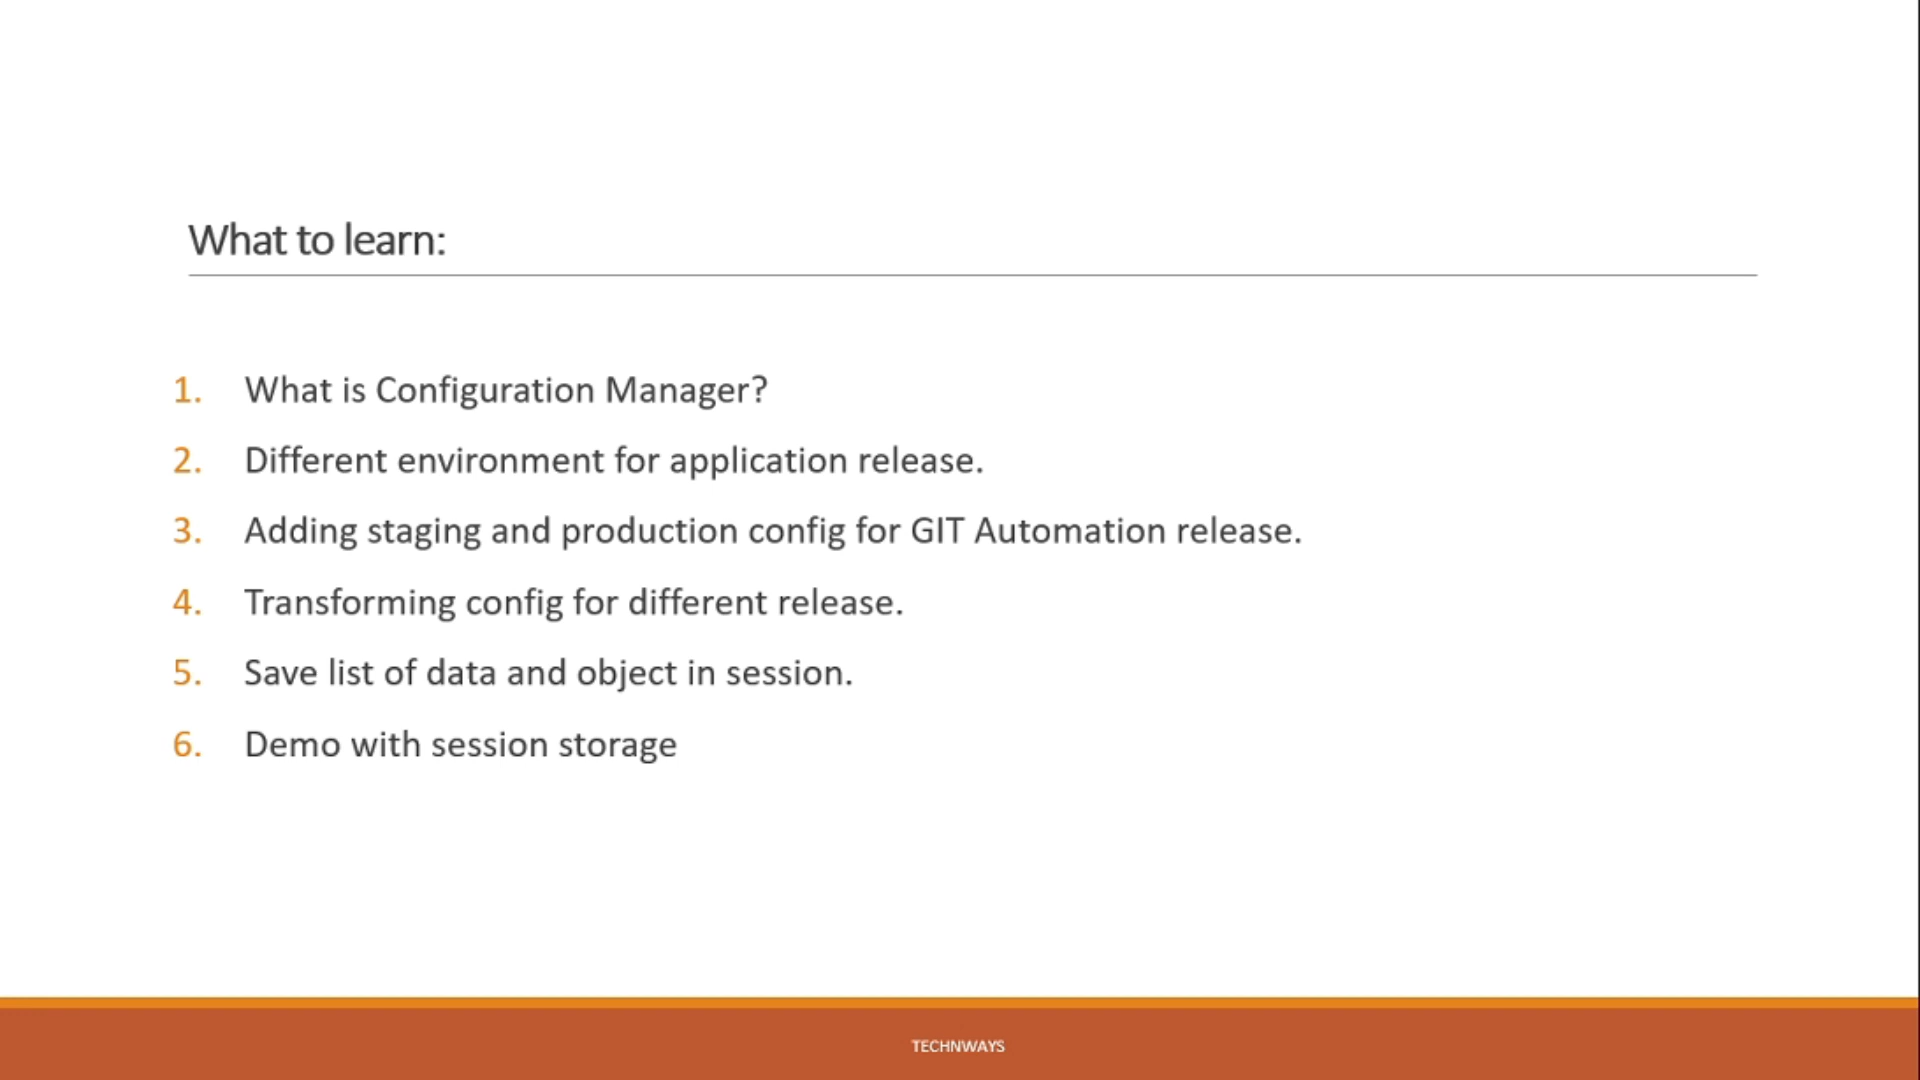 What to learn:
1. What is Configuration Manager?
2. Different environment for application release.
3. Adding staging and production config for GIT Automation release.
4. Transforming config for different release.
5. Save list of data and object in session.
6. Demo with session storage
TECHNWAYS